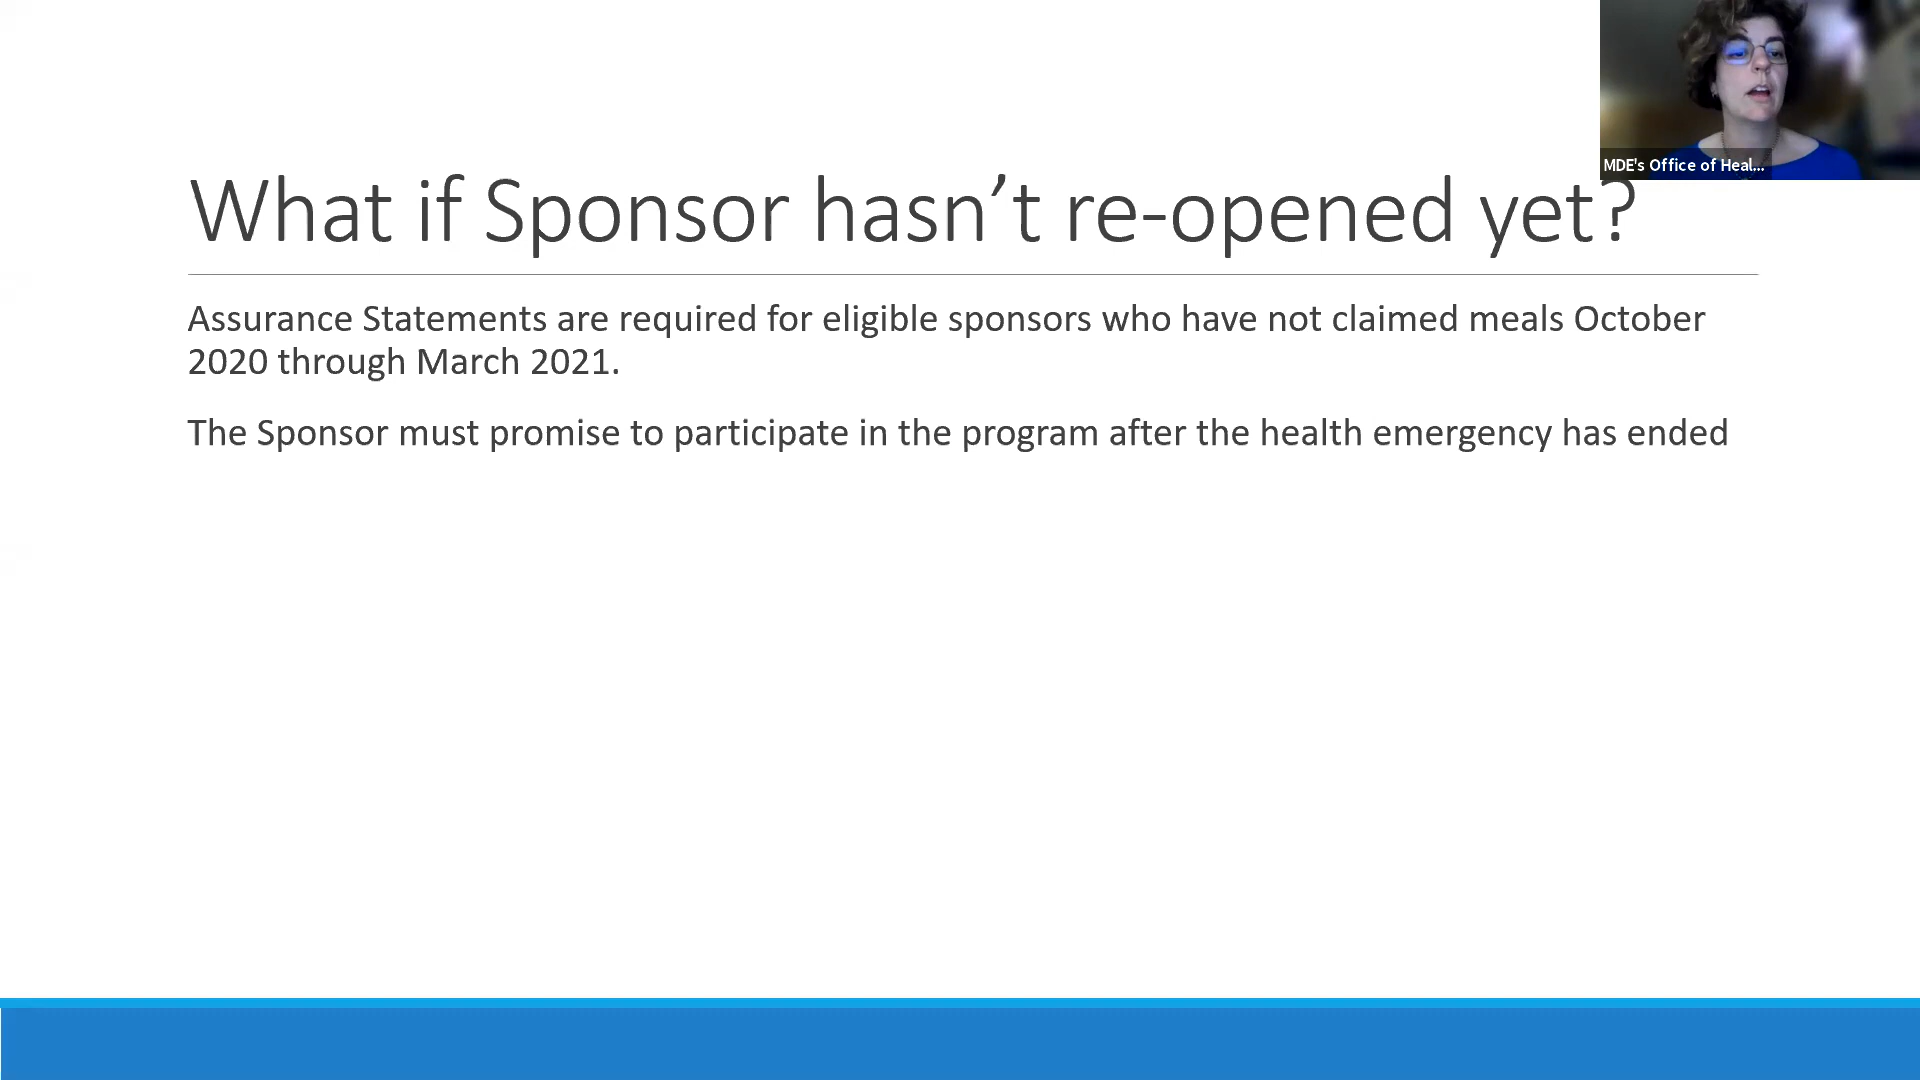 MDE's Office of Heal...
What if Sponsor hasn’t re-opened yet?
Assurance Statements are required for eligible sponsors who have not claimed meals October
2020 through March 2021.
The Sponsor must promise to participate in the program after the health emergency has ended